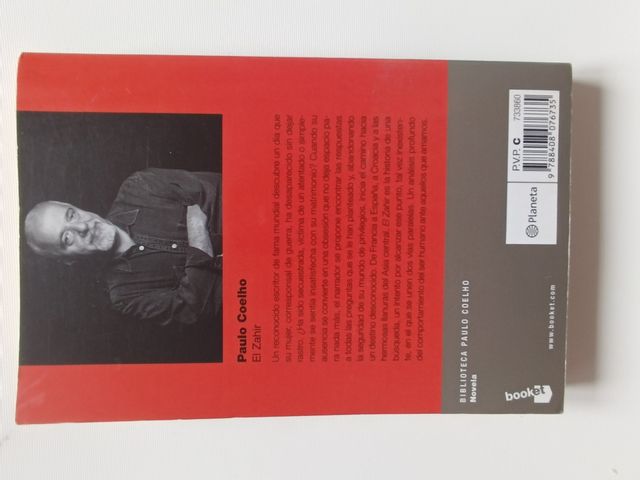 Paulo Coelho
El Zahir
Un reconocido escritor de fama mundial descubre un día que
su mujer, corresponsal de guerra, ha desaparecido sin dejar
rastro. ¿Ha sido secuestrada, víctima de un atentado o simple-
mente se sentía insatisfecha con su matrimonio? Cuando su
ausencia se convierte en una obsesión que no deja espacio pa-
ra nada más, el narrador se propone encontrar las respuestas
a todas las preguntas que se le han planteado y, abandonando
la seguridad de su mundo de privilegios, inicia el camino hacia
un destino desconocido. De Francia a España, a Croacia y a las
hermosas llanuras del Asia central. El Zahir es la historia de una
búsqueda, un intento por alcanzar ese punto, tal vez inexisten-
te, en el que se unen dos vías paralelas. Un análisis profundo
del comportamiento del ser humano ante aquellos que amamos.
BIBLIOTECA PAULO COELHO
Novela
booket
www.booket.com
Planeta
P.V.P. C 733860
9 788408 076735